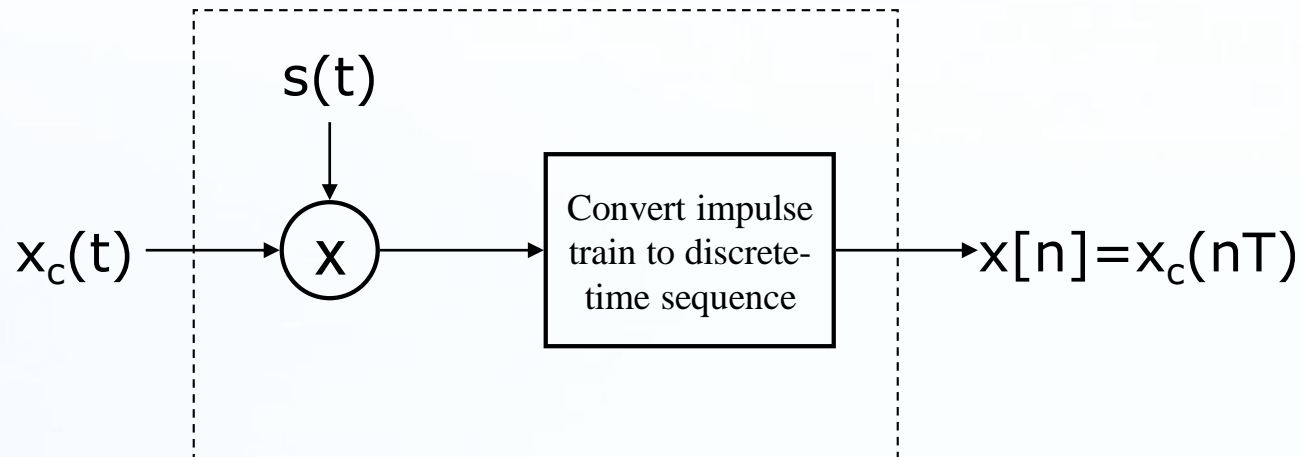 s(t)
x_c(t)
x
Convert impulse
train to discrete-
time sequence
x[n]=x_c(nT)